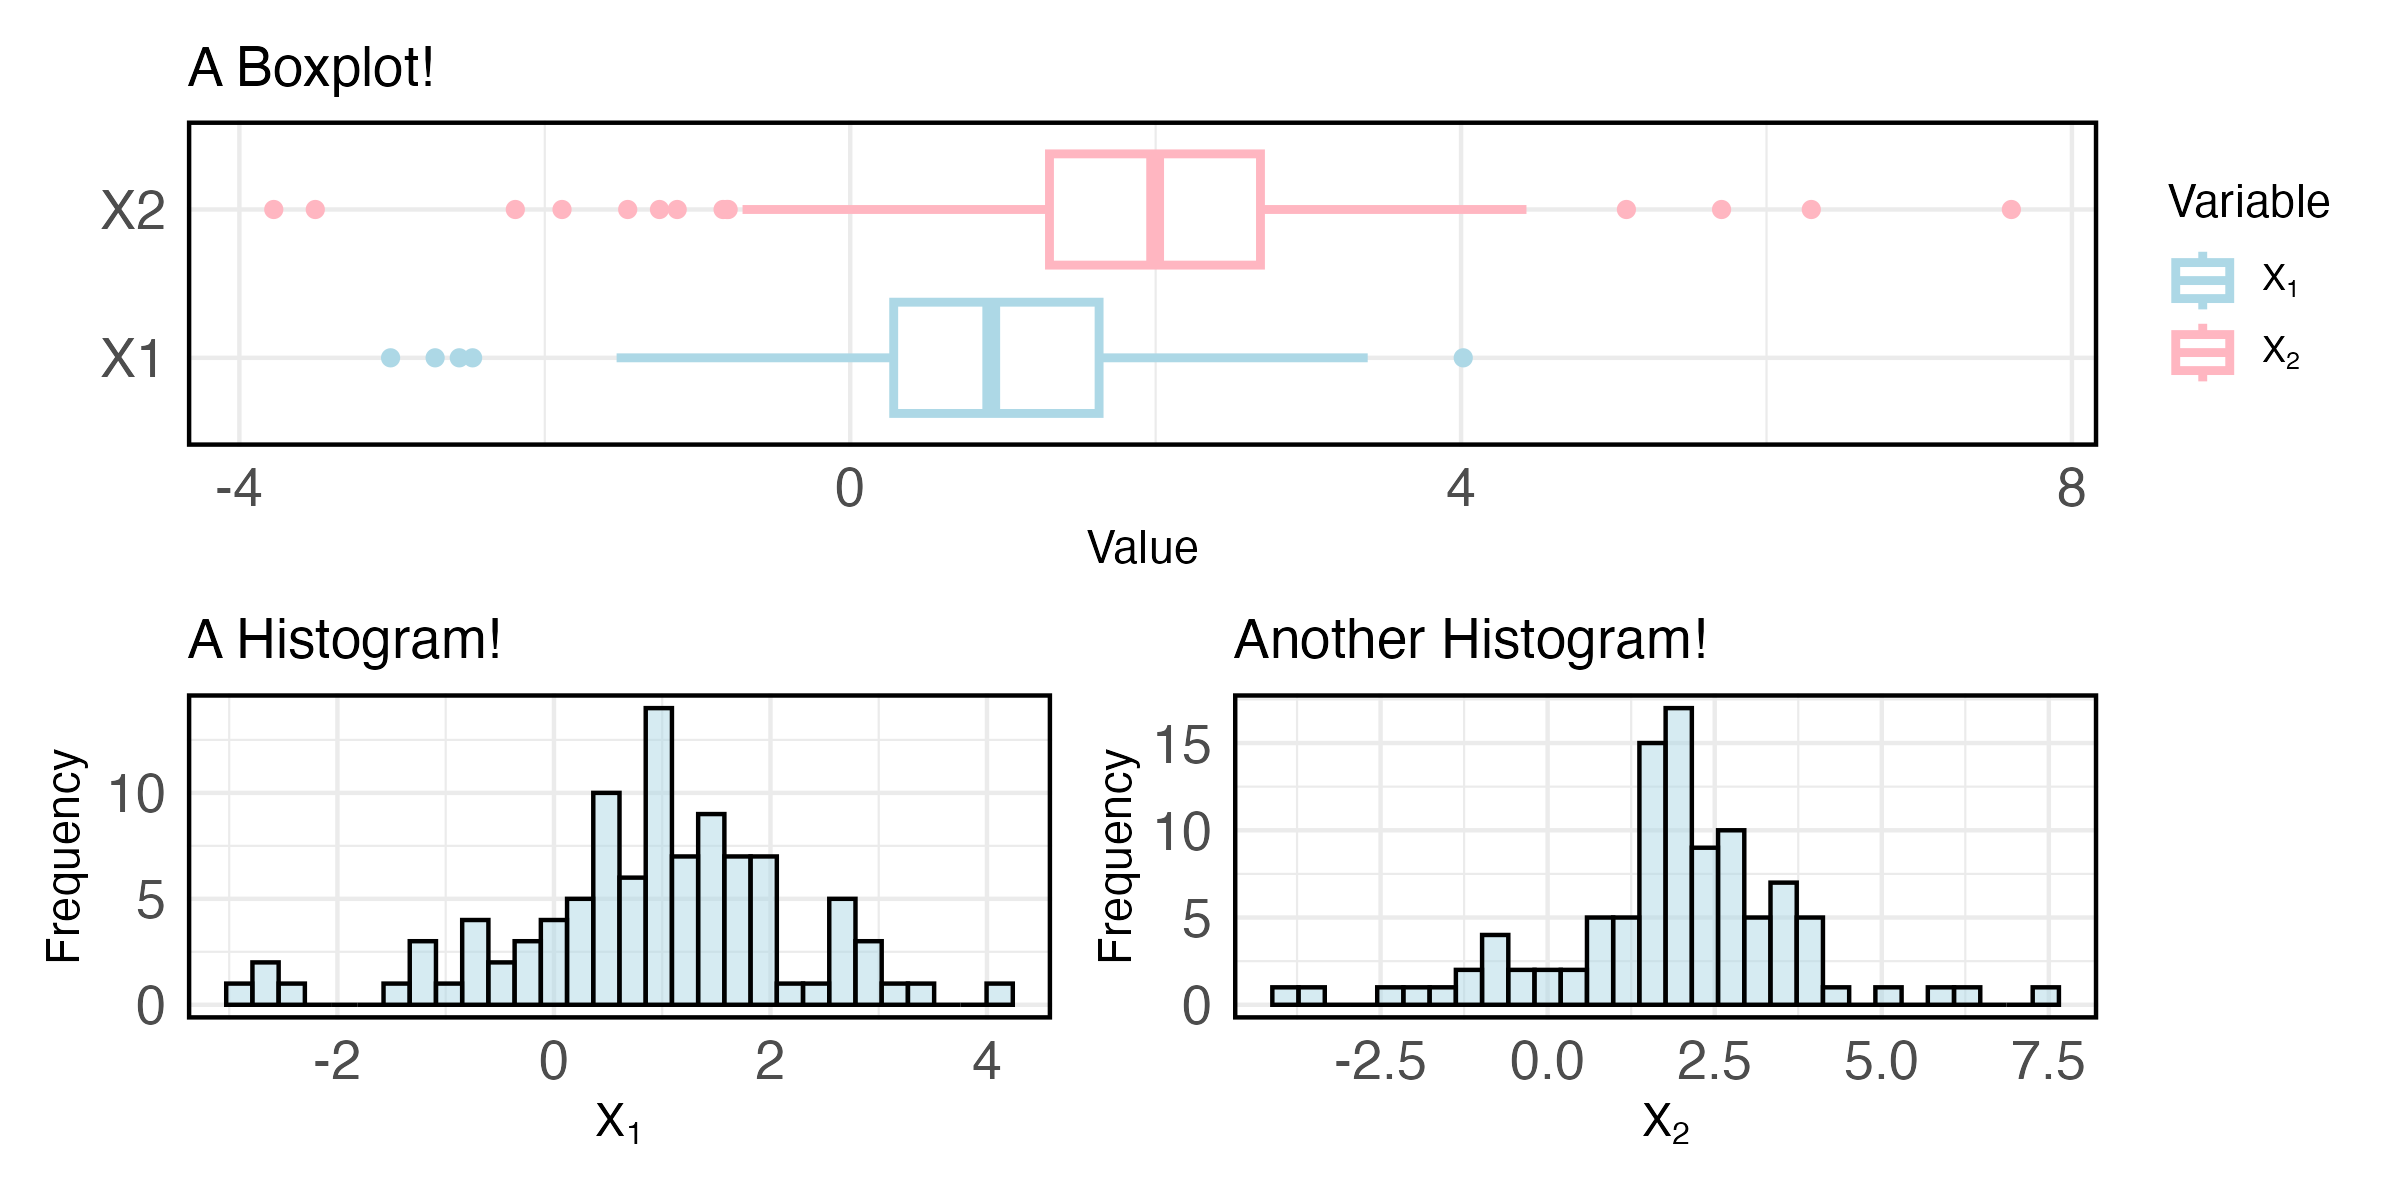 A Boxplot!
X2
X1
-4 0 4 8
Value
Variable
X₁
X₂
A Histogram!
Frequency
10
5
0
-2 0 2 4
X₁
Another Histogram!
Frequency
15
10
5
0
-2.5 0.0 2.5 5.0 7.5
X₂